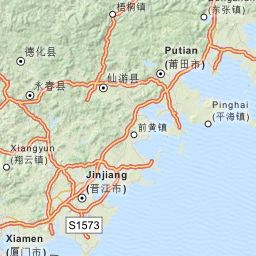 梧桐镇
(东张镇)
德化县
Putian
(莆田市)
永春县
仙游县
Pinghai
(平海镇)
前黄镇
Xiangyun
(翔云镇)
Jinjiang
(晋江市)
S1573
Xiamen
(厦门市)